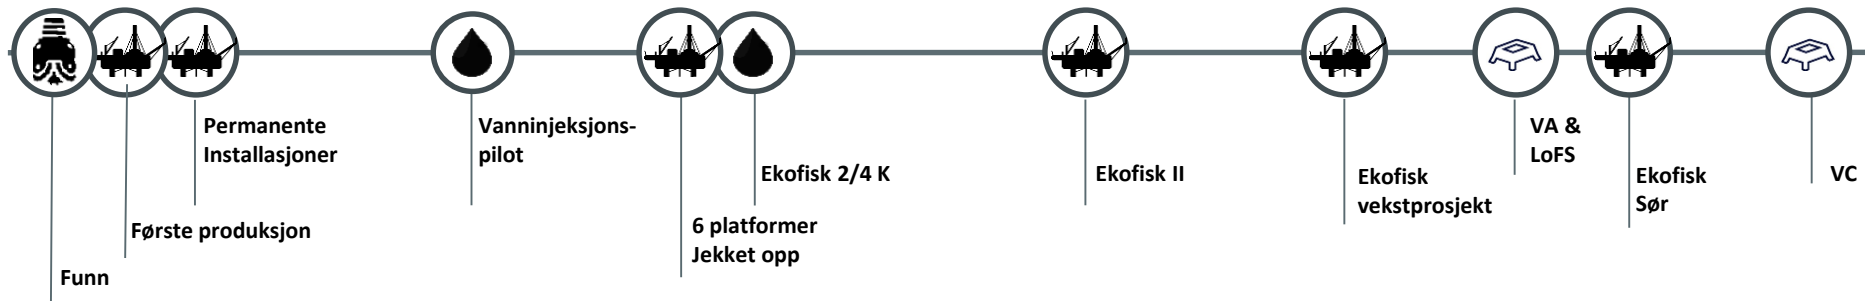 Funn
Første produksjon
Permanente
Installasjoner
Vanninjeksjons-
pilot
6 platformer
Jekket opp
Ekofisk 2/4 K
Ekofisk II
Ekofisk
vekstprosjekt
VA &
LoFS
Ekofisk
Sør
VC